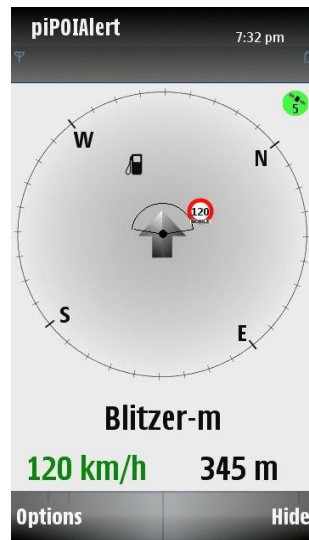 piPOIAlert
7:32 pm
5
W
N
120
MOBILE
S
E
Blitzer-m
120 km/h 345 m
Options Hide